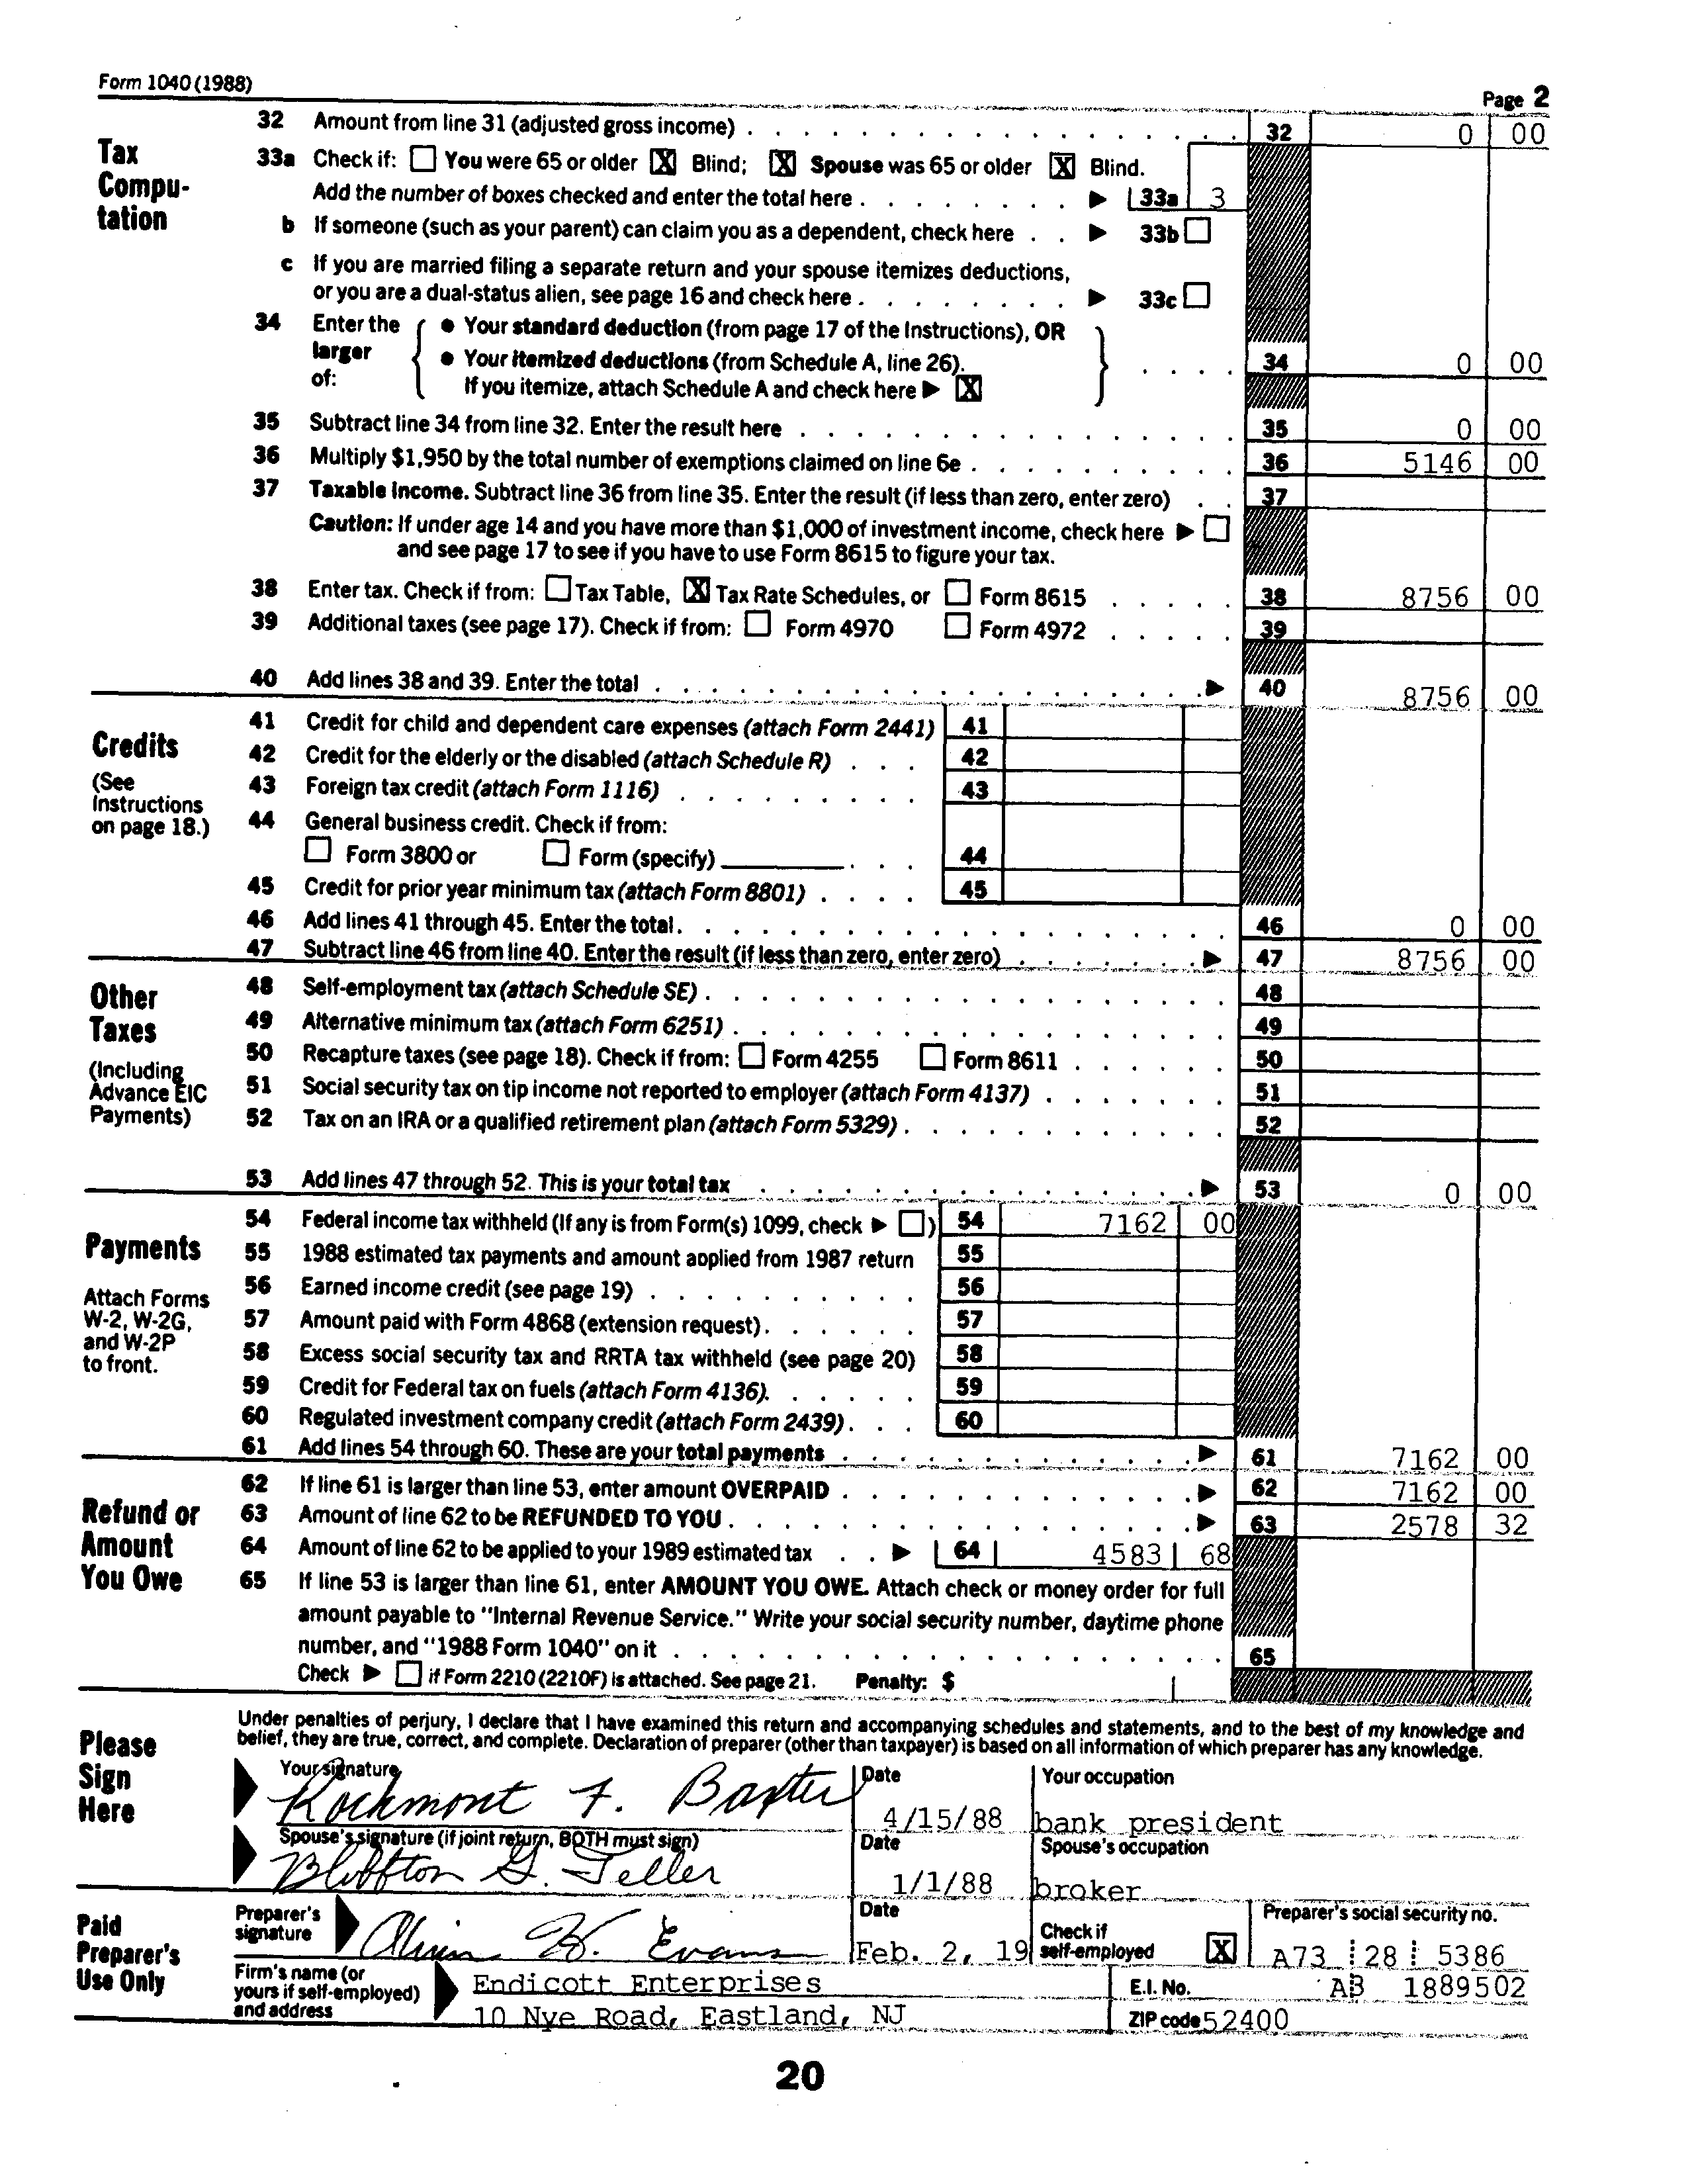 Form 1040 (1988)
Page 2
Tax Computation
32 Amount from line 31 (adjusted gross income) . . . 32 0 00
33a Check if: ☐ You were 65 or older ☒ Blind; ☒ Spouse was 65 or older ☒ Blind.
Add the number of boxes checked and enter the total here . . . ▶ 33a 3
b If someone (such as your parent) can claim you as a dependent, check here . . ▶ 33b ☐
c If you are married filing a separate return and your spouse itemizes deductions,
or you are a dual-status alien, see page 16 and check here . . . ▶ 33c ☐
34 Enter the larger of: { ● Your standard deduction (from page 17 of the Instructions), OR
● Your itemized deductions (from Schedule A, line 26).
If you itemize, attach Schedule A and check here ▶ ☒ } . . . . 34 0 00
35 Subtract line 34 from line 32. Enter the result here . . . 35 0 00
36 Multiply $1,950 by the total number of exemptions claimed on line 6e . . . 36 5146 00
37 Taxable income. Subtract line 36 from line 35. Enter the result (if less than zero, enter zero) . . 37
Caution: If under age 14 and you have more than $1,000 of investment income, check here ▶ ☐
and see page 17 to see if you have to use Form 8615 to figure your tax.
38 Enter tax. Check if from: ☐ Tax Table, ☒ Tax Rate Schedules, or ☐ Form 8615 . . . 38 8756 00
39 Additional taxes (see page 17). Check if from: ☐ Form 4970 ☐ Form 4972 . . . 39
40 Add lines 38 and 39. Enter the total . . . ▶ 40 8756 00
Credits
(See Instructions on page 18.)
41 Credit for child and dependent care expenses (attach Form 2441) 41
42 Credit for the elderly or the disabled (attach Schedule R) . . . 42
43 Foreign tax credit (attach Form 1116) . . . 43
44 General business credit. Check if from:
☐ Form 3800 or ☐ Form (specify) ______ . . . 44
45 Credit for prior year minimum tax (attach Form 8801) . . . . 45
46 Add lines 41 through 45. Enter the total . . . 46 0 00
47 Subtract line 46 from line 40. Enter the result (if less than zero, enter zero) . . . ▶ 47 8756 00
Other Taxes
(Including Advance EIC Payments)
48 Self-employment tax (attach Schedule SE) . . . 48
49 Alternative minimum tax (attach Form 6251) . . . 49
50 Recapture taxes (see page 18). Check if from: ☐ Form 4255 ☐ Form 8611 . . . 50
51 Social security tax on tip income not reported to employer (attach Form 4137) . . . 51
52 Tax on an IRA or a qualified retirement plan (attach Form 5329) . . . 52
53 Add lines 47 through 52. This is your total tax . . . ▶ 53 0 00
Payments
Attach Forms W-2, W-2G, and W-2P to front.
54 Federal income tax withheld (If any is from Form(s) 1099, check ▶ ☐) 54 7162 00
55 1988 estimated tax payments and amount applied from 1987 return 55
56 Earned income credit (see page 19) . . . 56
57 Amount paid with Form 4868 (extension request) . . . 57
58 Excess social security tax and RRTA tax withheld (see page 20) 58
59 Credit for Federal tax on fuels (attach Form 4136). . . . 59
60 Regulated investment company credit (attach Form 2439) . . . 60
61 Add lines 54 through 60. These are your total payments . . . ▶ 61 7162 00
Refund or Amount You Owe
62 If line 61 is larger than line 53, enter amount OVERPAID . . . ▶ 62 7162 00
63 Amount of line 62 to be REFUNDED TO YOU . . . ▶ 63 2578 32
64 Amount of line 62 to be applied to your 1989 estimated tax . . ▶ 64 4583 68
65 If line 53 is larger than line 61, enter AMOUNT YOU OWE. Attach check or money order for full
amount payable to "Internal Revenue Service." Write your social security number, daytime phone
number, and "1988 Form 1040" on it . . . 65
Check ▶ ☐ if Form 2210 (2210F) is attached. See page 21. Penalty: $
Please Sign Here
Under penalties of perjury, I declare that I have examined this return and accompanying schedules and statements, and to the best of my knowledge and
belief, they are true, correct, and complete. Declaration of preparer (other than taxpayer) is based on all information of which preparer has any knowledge.
Your signature Date Your occupation
Rockmont F. Baxter 4/15/88 bank president
Spouse's signature (if joint return, BOTH must sign) Date Spouse's occupation
Bluffton G. Teller 1/1/88 broker
Paid Preparer's Use Only
Preparer's signature Date Check if self-employed ☒ Preparer's social security no.
Alvin H. Evans Feb. 2, 19 A73 28 5386
Firm's name (or yours if self-employed) and address
Endicott Enterprises E.I. No. AB 1889502
10 Nye Road, Eastland, NJ ZIP code 52400
20